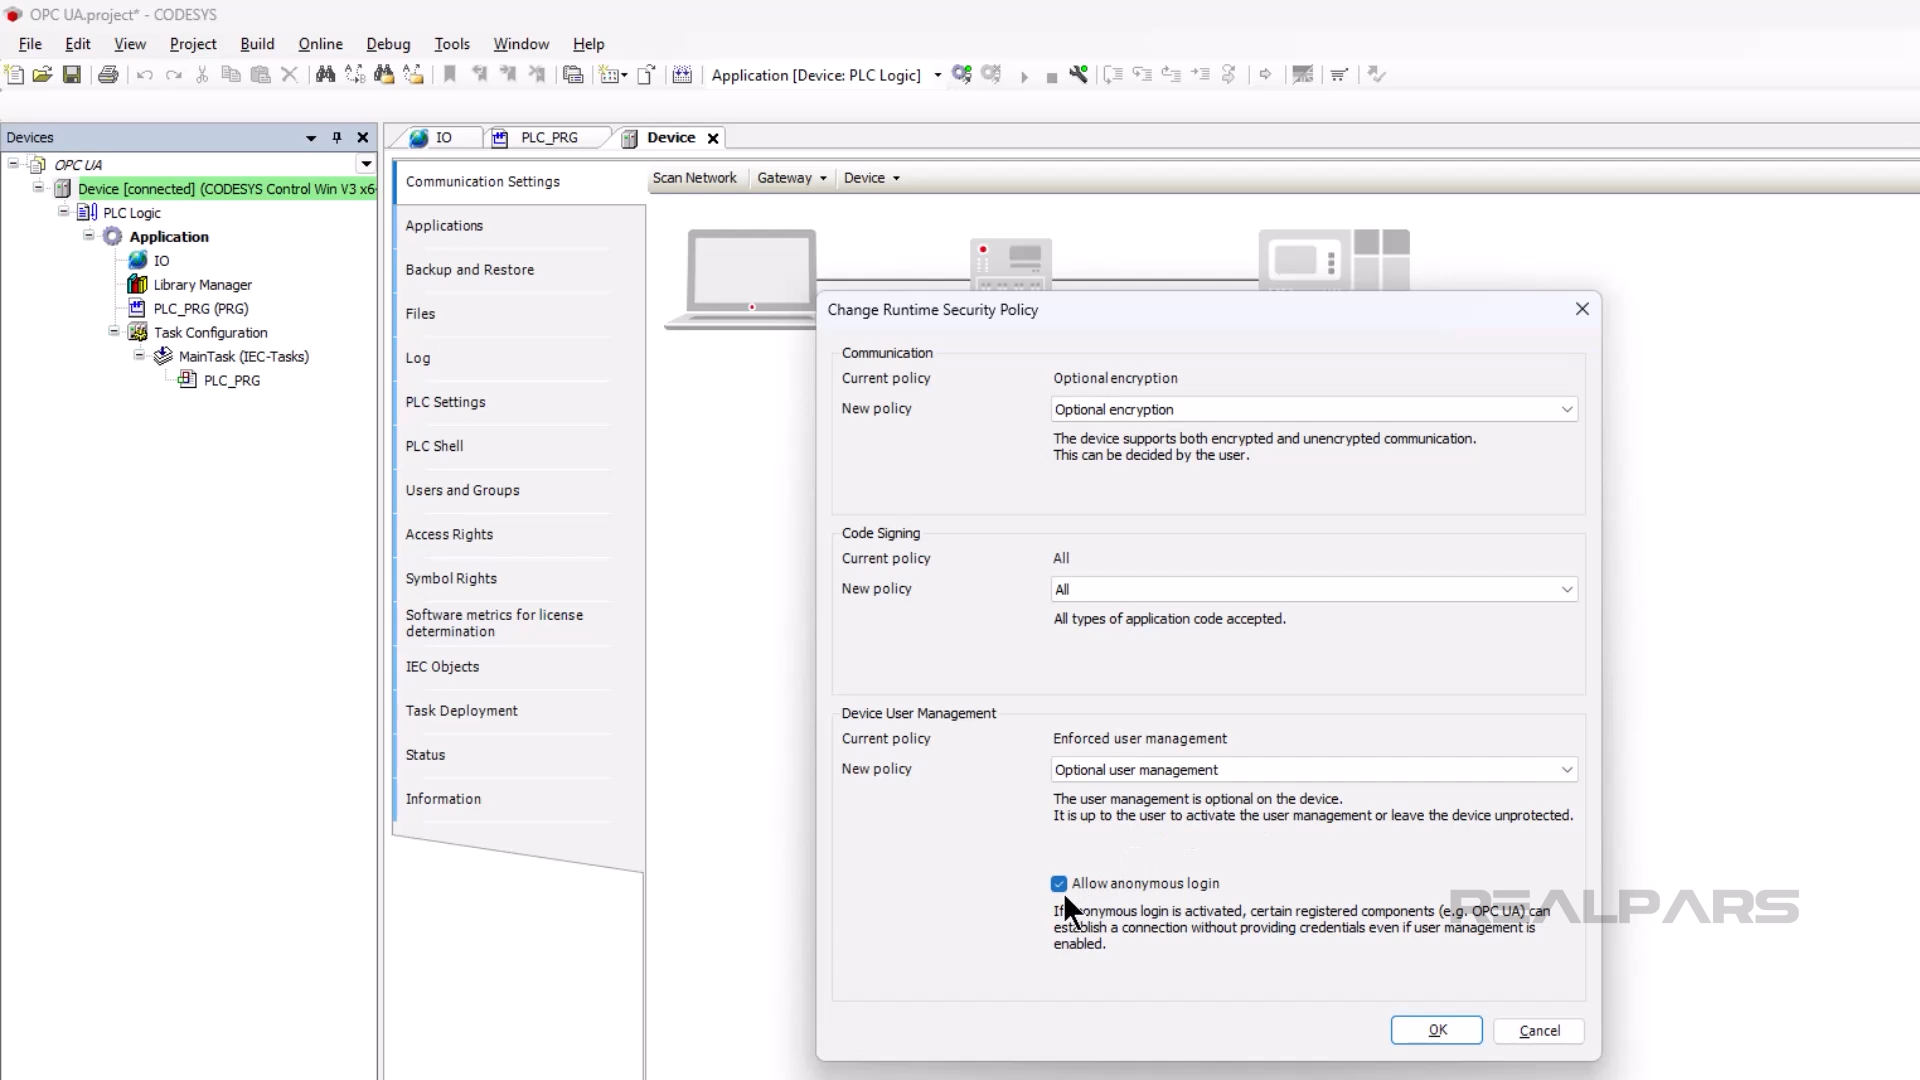 OPC UA.project* - CODESYS
File Edit View Project Build Online Debug Tools Window Help
Application [Device: PLC Logic]
Devices
IO PLC_PRG Device
OPC UA
Device [connected] (CODESYS Control Win V3 x6
PLC Logic
Application
IO
Library Manager
PLC_PRG (PRG)
Task Configuration
MainTask (IEC-Tasks)
PLC_PRG
Communication Settings
Applications
Backup and Restore
Files
Log
PLC Settings
PLC Shell
Users and Groups
Access Rights
Symbol Rights
Software metrics for license
determination
IEC Objects
Task Deployment
Status
Information
Scan Network Gateway Device
Change Runtime Security Policy
Communication
Current policy Optional encryption
New policy Optional encryption
The device supports both encrypted and unencrypted communication.
This can be decided by the user.
Code Signing
Current policy All
New policy All
All types of application code accepted.
Device User Management
Current policy Enforced user management
New policy Optional user management
The user management is optional on the device.
It is up to the user to activate the user management or leave the device unprotected.
Allow anonymous login
If anonymous login is activated, certain registered components (e.g. OPC UA) can
establish a connection without providing credentials even if user management is
enabled.
OK Cancel
REALPARS